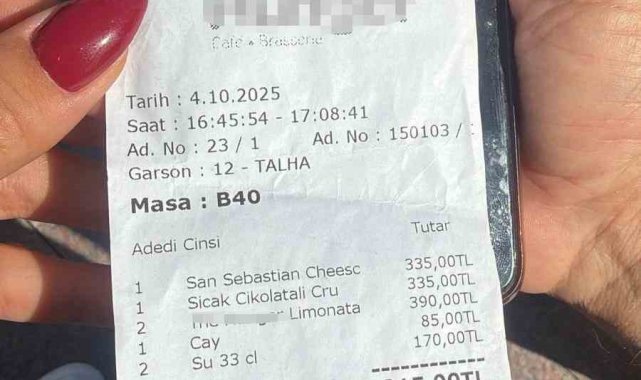 Cafe • Brasserie
Tarih : 4.10.2025
Saat : 16:45:54 - 17:08:41
Ad. No : 23 / 1 Ad. No : 150103 /
Garson : 12 - TALHA
Masa : B40
Adedi Cinsi Tutar
1 San Sebastian Cheesc 335,00TL
1 Sicak Cikolatali Cru 335,00TL
2 Limonata 390,00TL
1 Cay 85,00TL
2 Su 33 cl 170,00TL